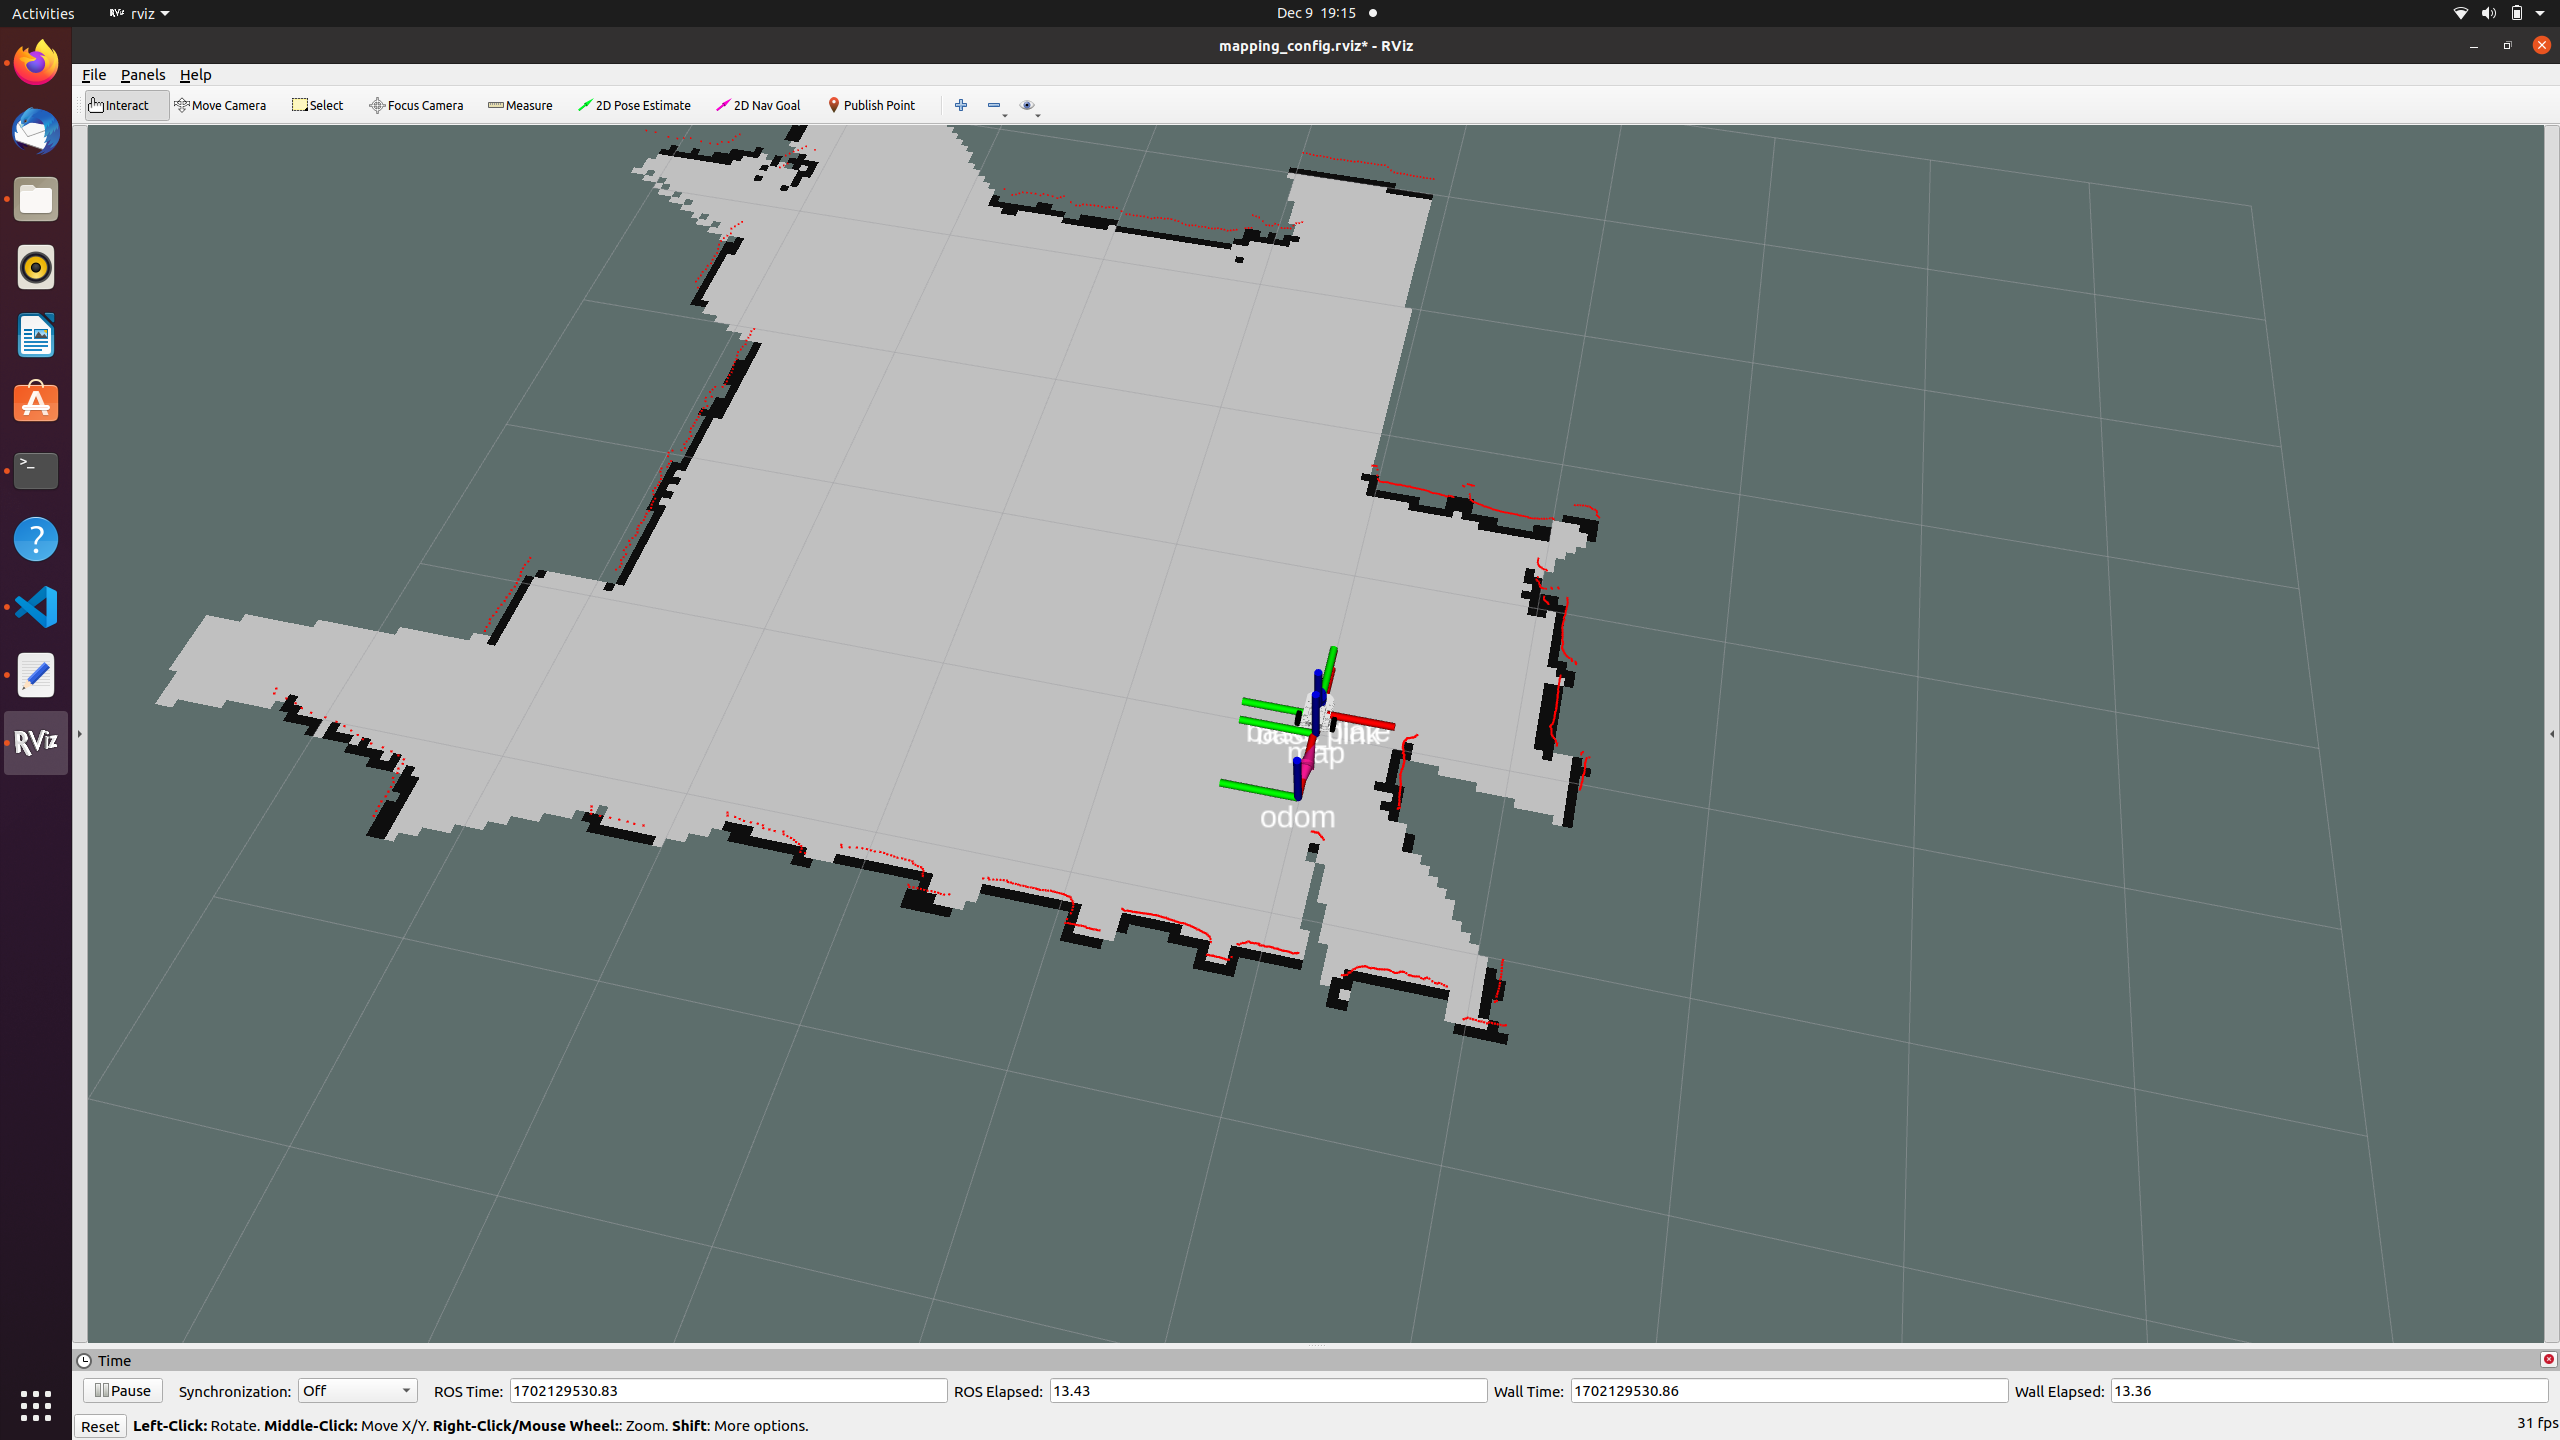 Activities
RViz rviz
Dec 9 19:15
mapping_config.rviz* - RViz
File Panels Help
Interact Move Camera Select Focus Camera Measure 2D Pose Estimate 2D Nav Goal Publish Point
RViz
map
odom
Time
Pause Synchronization: Off ROS Time: 1702129530.83 ROS Elapsed: 13.43 Wall Time: 1702129530.86 Wall Elapsed: 13.36
Reset Left-Click: Rotate. Middle-Click: Move X/Y. Right-Click/Mouse Wheel:: Zoom. Shift: More options. 31 fps